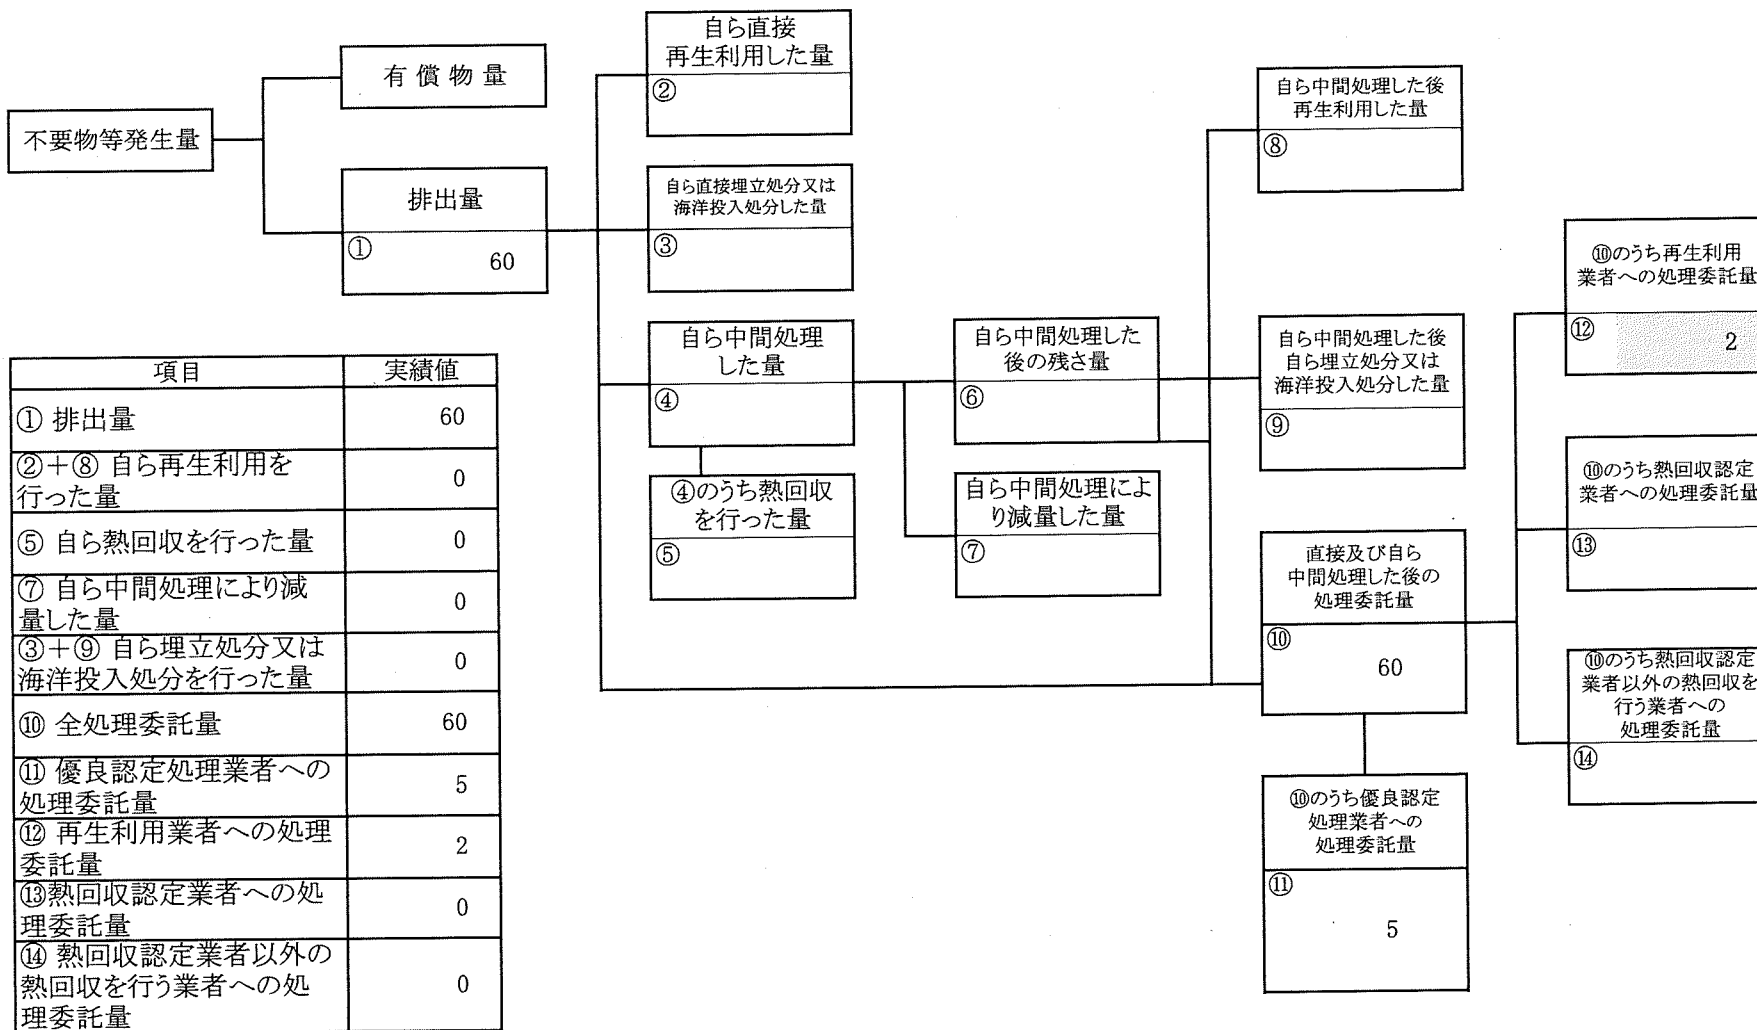 不要物等発生量
有償物量
排出量
①
60
自ら直接
再生利用した量
②
自ら直接埋立処分又は
海洋投入処分した量
③
自ら中間処理
した量
④
④のうち熱回収
を行った量
⑤
自ら中間処理した
後の残さ量
⑥
自ら中間処理によ
り減量した量
⑦
自ら中間処理した後
再生利用した量
⑧
自ら中間処理した後
自ら埋立処分又は
海洋投入処分した量
⑨
直接及び自ら
中間処理した後の
処理委託量
⑩
60
⑩のうち優良認定
処理業者への
処理委託量
⑪
5
⑩のうち再生利用
業者への処理委託量
⑫
2
⑩のうち熱回収認定
業者への処理委託量
⑬
⑩のうち熱回収認定
業者以外の熱回収を
行う業者への
処理委託量
⑭
項目 実績値
① 排出量 60
②+⑧ 自ら再生利用を
行った量 0
⑤ 自ら熱回収を行った量 0
⑦ 自ら中間処理により減
量した量 0
③+⑨ 自ら埋立処分又は
海洋投入処分を行った量 0
⑩ 全処理委託量 60
⑪ 優良認定処理業者への
処理委託量 5
⑫ 再生利用業者への処理
委託量 2
⑬熱回収認定業者への処
理委託量 0
⑭ 熱回収認定業者以外の
熱回収を行う業者への処
理委託量 0